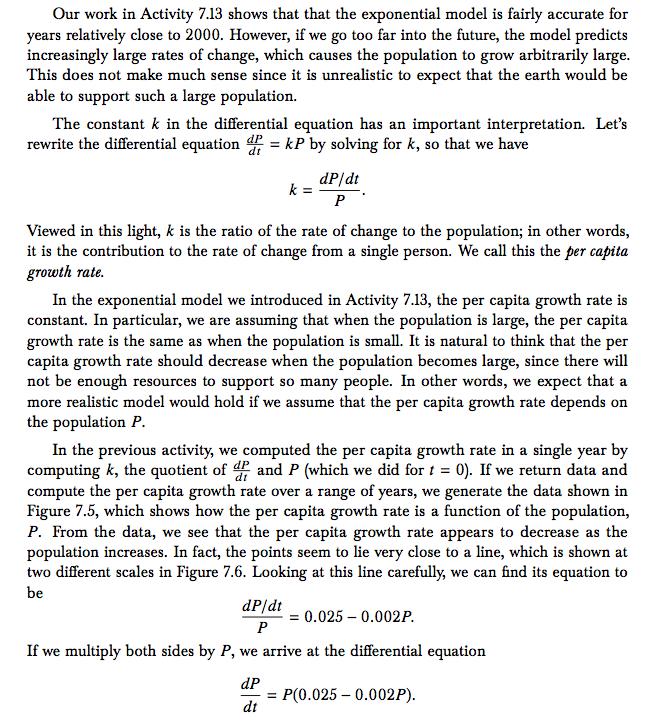 Our work in Activity 7.13 shows that that the exponential model is fairly accurate for
years relatively close to 2000. However, if we go too far into the future, the model predicts
increasingly large rates of change, which causes the population to grow arbitrarily large.
This does not make much sense since it is unrealistic to expect that the earth would be
able to support such a large population.
The constant k in the differential equation has an important interpretation. Let's
rewrite the differential equation dP/dt = kP by solving for k, so that we have
k = (dP/dt)/P.
Viewed in this light, k is the ratio of the rate of change to the population; in other words,
it is the contribution to the rate of change from a single person. We call this the per capita
growth rate.
In the exponential model we introduced in Activity 7.13, the per capita growth rate is
constant. In particular, we are assuming that when the population is large, the per capita
growth rate is the same as when the population is small. It is natural to think that the per
capita growth rate should decrease when the population becomes large, since there will
not be enough resources to support so many people. In other words, we expect that a
more realistic model would hold if we assume that the per capita growth rate depends on
the population P.
In the previous activity, we computed the per capita growth rate in a single year by
computing k, the quotient of dP/dt and P (which we did for t = 0). If we return data and
compute the per capita growth rate over a range of years, we generate the data shown in
Figure 7.5, which shows how the per capita growth rate is a function of the population,
P. From the data, we see that the per capita growth rate appears to decrease as the
population increases. In fact, the points seem to lie very close to a line, which is shown at
two different scales in Figure 7.6. Looking at this line carefully, we can find its equation to
be
(dP/dt)/P = 0.025 − 0.002P.
If we multiply both sides by P, we arrive at the differential equation
dP/dt = P(0.025 − 0.002P).